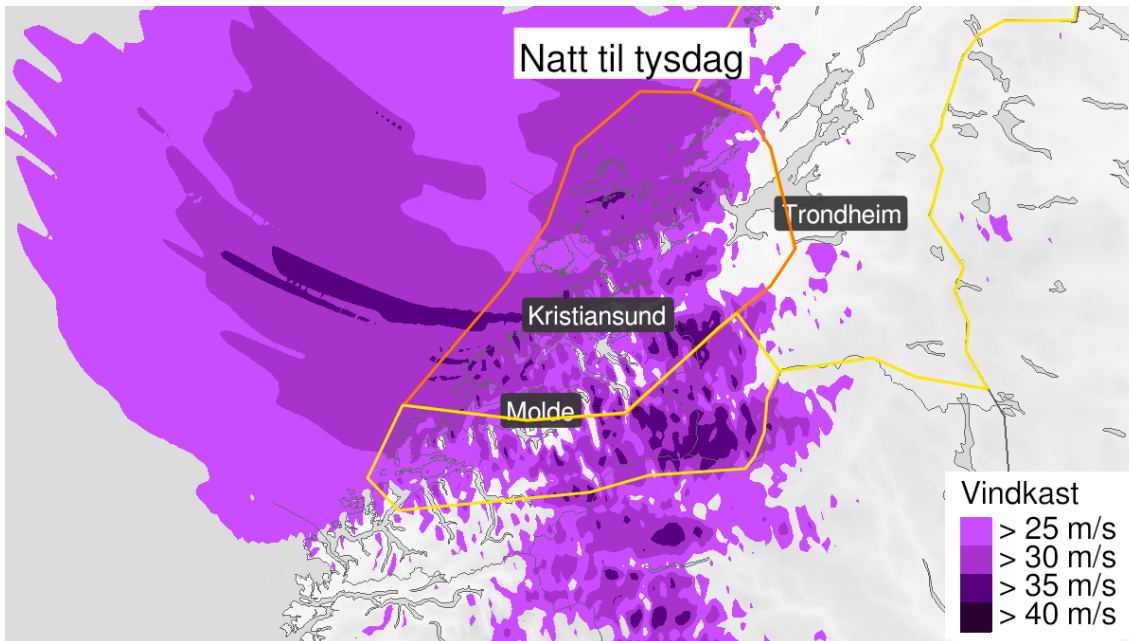 Natt til tysdag
Trondheim
Kristiansund
Molde
Vindkast
> 25 m/s
> 30 m/s
> 35 m/s
> 40 m/s